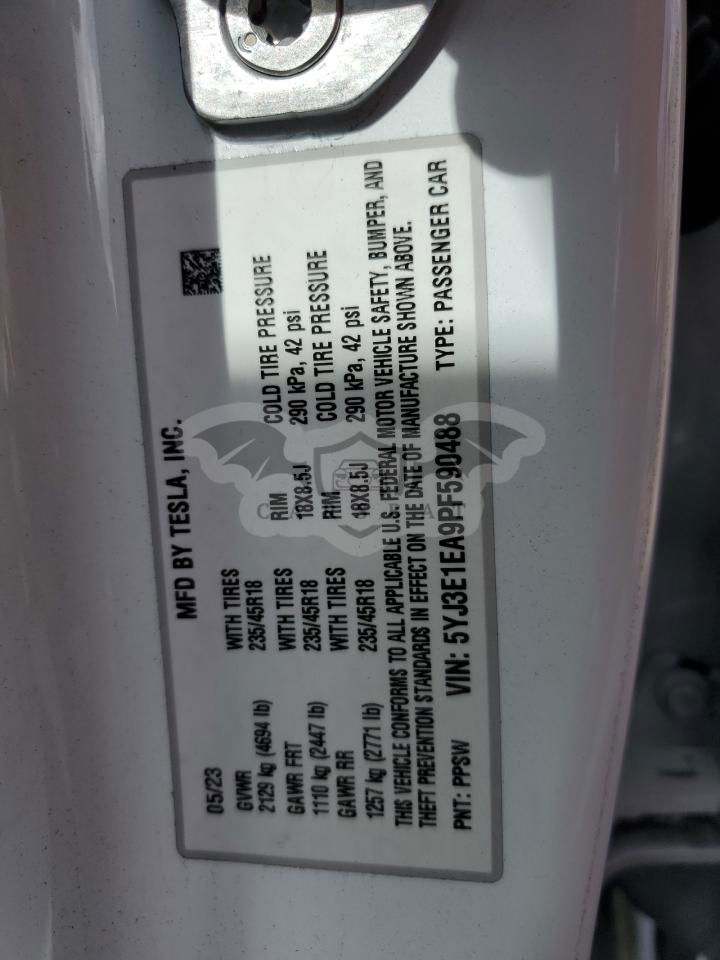 MFD BY TESLA, INC.
05/23
GVWR WITH TIRES RIM COLD TIRE PRESSURE
2129 kg (4694 lb) 235/45R18 18X8.5J 290 kPa, 42 psi
GAWR FRT WITH TIRES RIM COLD TIRE PRESSURE
1110 kg (2447 lb) 235/45R18 18X8.5J 290 kPa, 42 psi
GAWR RR WITH TIRES
1257 kg (2771 lb) 235/45R18
THIS VEHICLE CONFORMS TO ALL APPLICABLE U.S. FEDERAL MOTOR VEHICLE SAFETY, BUMPER, AND
THEFT PREVENTION STANDARDS IN EFFECT ON THE DATE OF MANUFACTURE SHOWN ABOVE.
PNT: PPSW VIN: 5YJ3E1EA9PF590488 TYPE: PASSENGER CAR